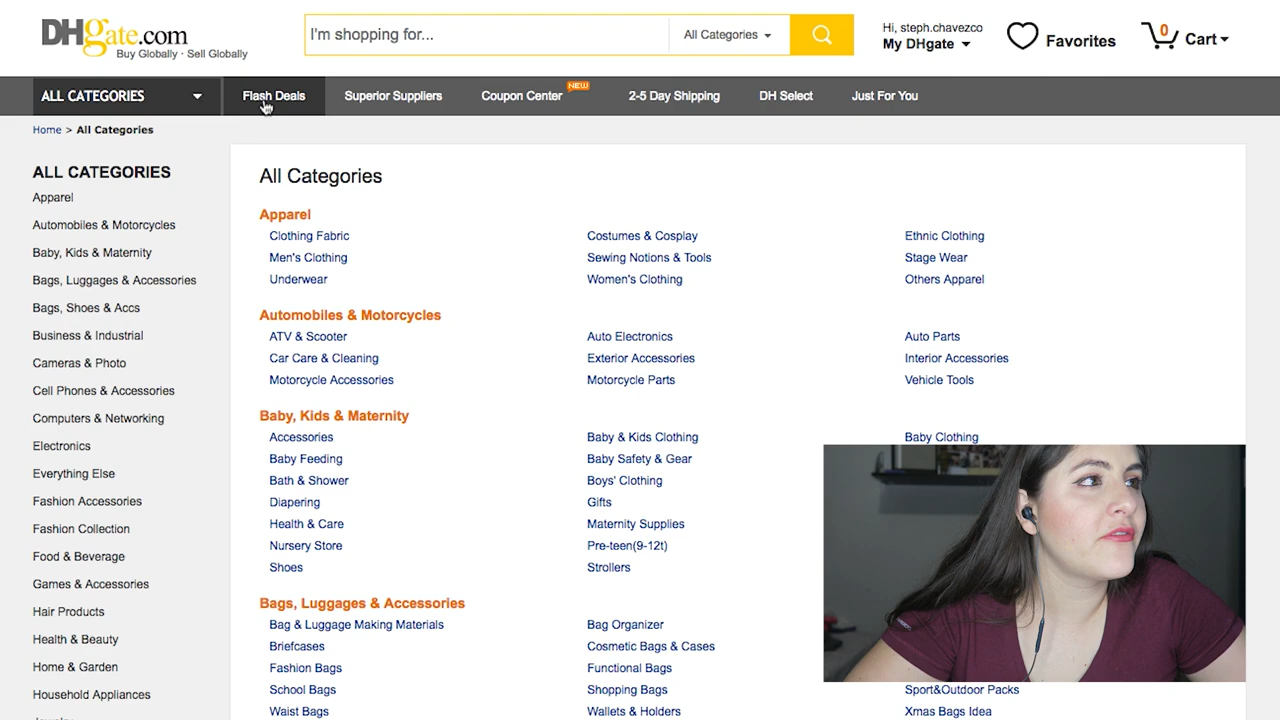 DHgate.com
Buy Globally · Sell Globally
I'm shopping for...
All Categories
Hi, steph.chavezco
My DHgate
Favorites
0
Cart
ALL CATEGORIES
Flash Deals
Superior Suppliers
Coupon Center
NEW
2-5 Day Shipping
DH Select
Just For You
Home > All Categories
ALL CATEGORIES
Apparel
Automobiles & Motorcycles
Baby, Kids & Maternity
Bags, Luggages & Accessories
Bags, Shoes & Accs
Business & Industrial
Cameras & Photo
Cell Phones & Accessories
Computers & Networking
Electronics
Everything Else
Fashion Accessories
Fashion Collection
Food & Beverage
Games & Accessories
Hair Products
Health & Beauty
Home & Garden
Household Appliances
All Categories
Apparel
Clothing Fabric
Costumes & Cosplay
Ethnic Clothing
Men's Clothing
Sewing Notions & Tools
Stage Wear
Underwear
Women's Clothing
Others Apparel
Automobiles & Motorcycles
ATV & Scooter
Auto Electronics
Auto Parts
Car Care & Cleaning
Exterior Accessories
Interior Accessories
Motorcycle Accessories
Motorcycle Parts
Vehicle Tools
Baby, Kids & Maternity
Accessories
Baby & Kids Clothing
Baby Clothing
Baby Feeding
Baby Safety & Gear
Bath & Shower
Boys' Clothing
Diapering
Gifts
Health & Care
Maternity Supplies
Nursery Store
Pre-teen(9-12t)
Shoes
Strollers
Bags, Luggages & Accessories
Bag & Luggage Making Materials
Bag Organizer
Briefcases
Cosmetic Bags & Cases
Fashion Bags
Functional Bags
School Bags
Shopping Bags
Sport&Outdoor Packs
Waist Bags
Wallets & Holders
Xmas Bags Idea